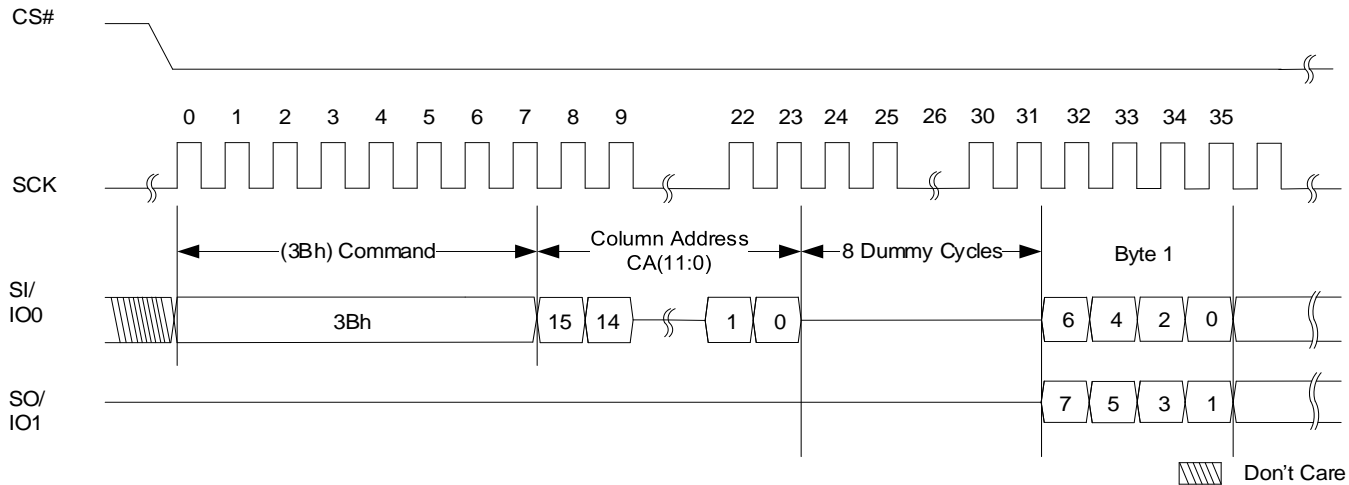 CS#
0 1 2 3 4 5 6 7 8 9 22 23 24 25 26 30 31 32 33 34 35
SCK
(3Bh) Command
Column Address
CA(11:0)
8 Dummy Cycles
Byte 1
SI/
IO0
3Bh 15 14 1 0 6 4 2 0
SO/
IO1
7 5 3 1
Don't Care